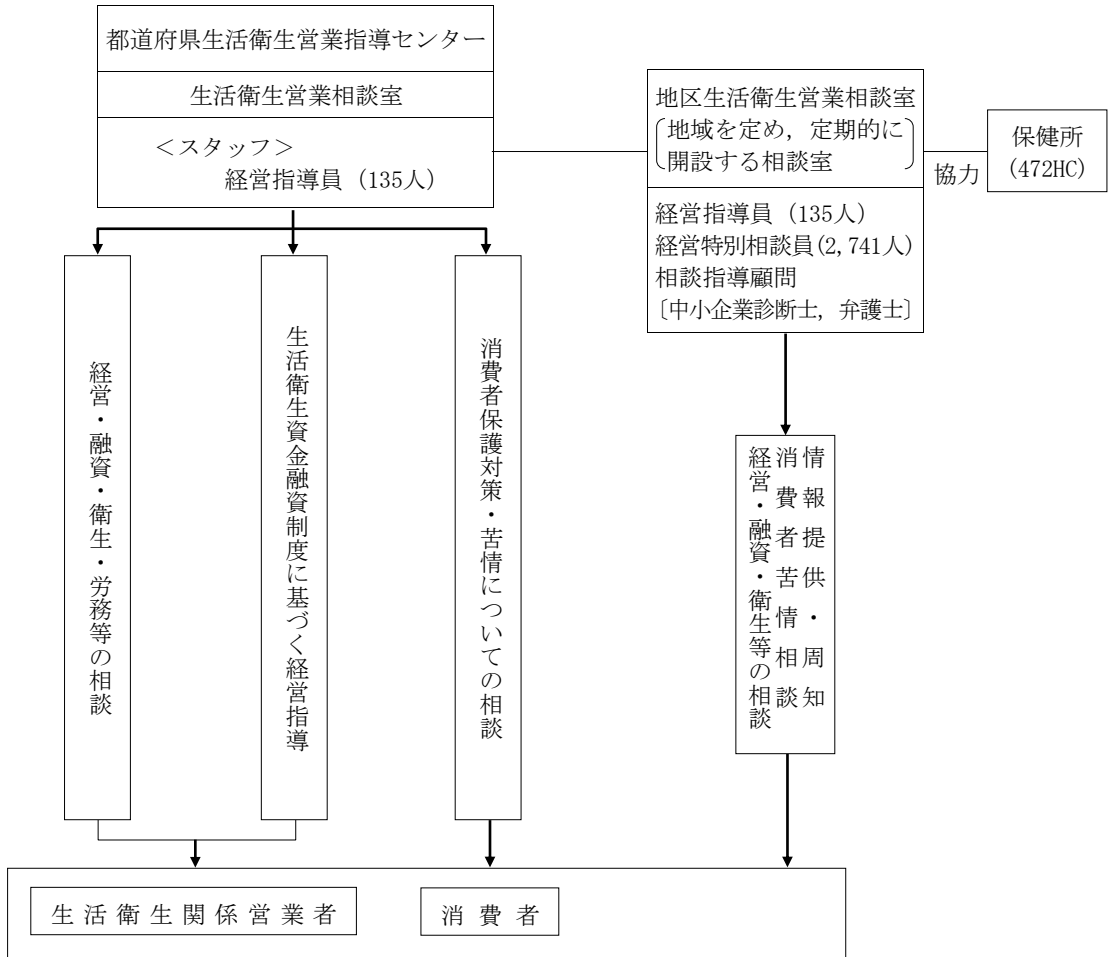 都道府県生活衛生営業指導センター
生活衛生営業相談室
＜スタッフ＞
経営指導員（135人）
地区生活衛生営業相談室
〔地域を定め，定期的に
開設する相談室〕
協力
保健所
(472HC)
経営指導員（135人）
経営特別相談員(2,741人)
相談指導顧問
〔中小企業診断士，弁護士〕
経営・融資・衛生・労務等の相談
生活衛生資金融資制度に基づく経営指導
消費者保護対策・苦情についての相談
情報提供・周知
消費者苦情相談
経営・融資・衛生等の相談
生活衛生関係営業者
消費者